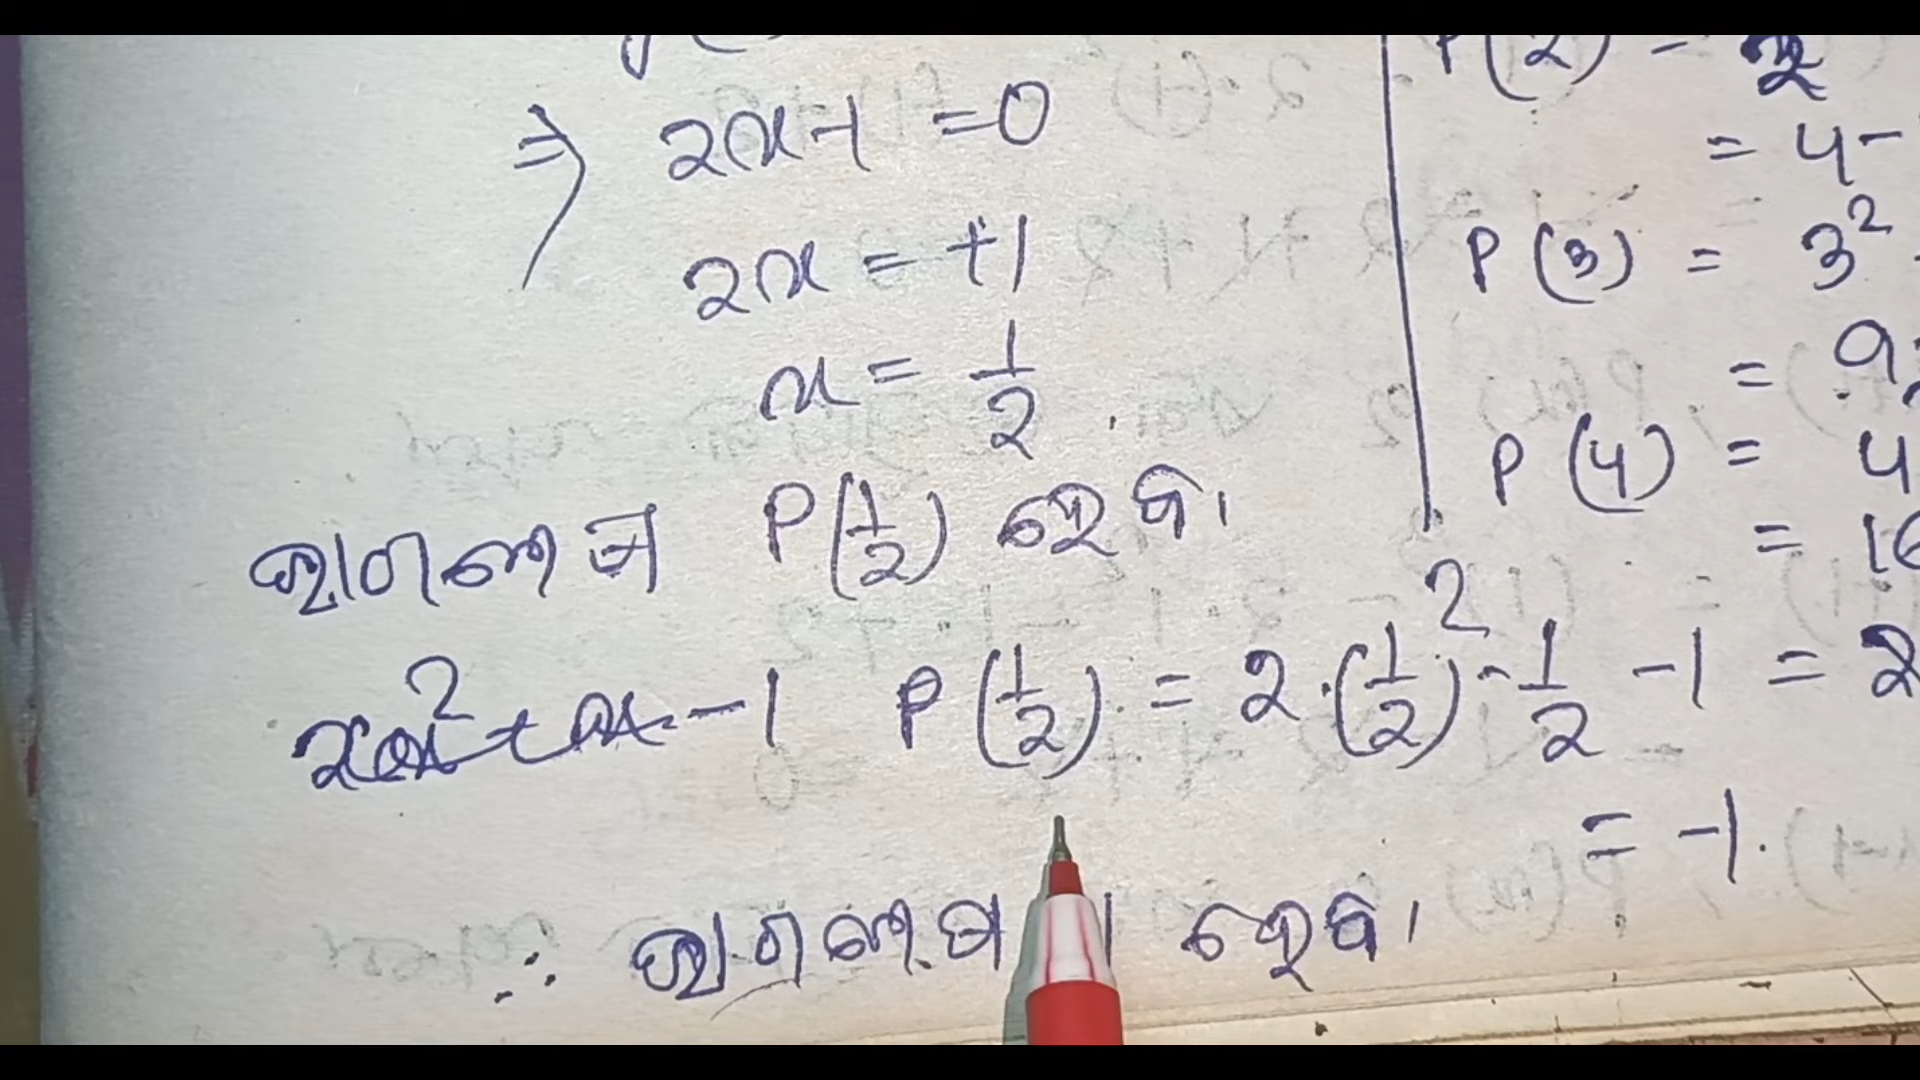 ⇒ 2x-1 = 0
2x = +1
x = 1/2
ଭାଗଶେଷ P(1/2) ହେବ।
2x² + x - 1 P(1/2) = 2·(1/2)² - 1/2 - 1 = 2
= -1.
∴ ଭାଗଶେଷ ହେବ।
= 4 -
P(3) = 3²
= 9
P(4) = 4
= 16